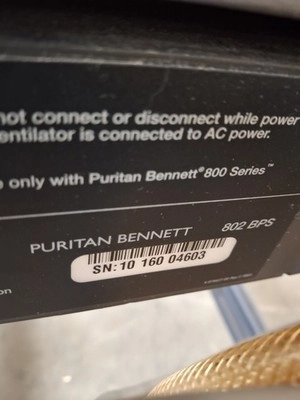 not connect or disconnect while power
entilator is connected to AC power.
only with Puritan Bennett® 800 Series™
PURITAN BENNETT 802 BPS
SN: 10 160 04603
on